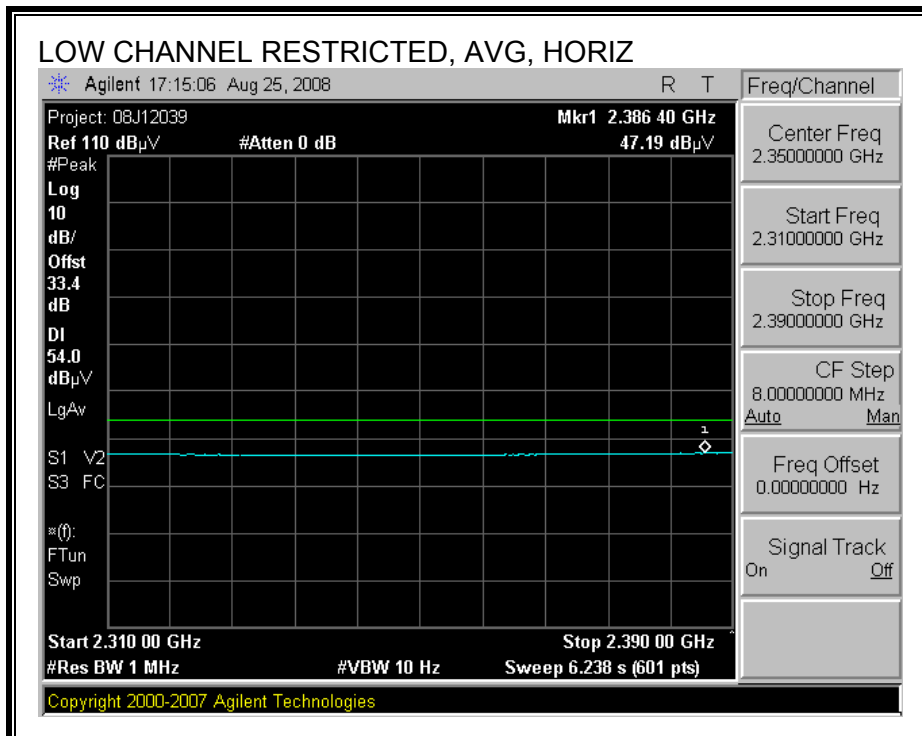 LOW CHANNEL RESTRICTED, AVG, HORIZ
Agilent 17:15:06 Aug 25, 2008 R T
Project: 08J12039 Mkr1 2.386 40 GHz
Ref 110 dBµV #Atten 0 dB 47.19 dBµV
#Peak
Log
10
dB/
Offst
33.4
dB
DI
54.0
dBµV
LgAv
1
S1 V2
S3 FC
¤(f):
FTun
Swp
Start 2.310 00 GHz Stop 2.390 00 GHz
#Res BW 1 MHz #VBW 10 Hz Sweep 6.238 s (601 pts)
Copyright 2000-2007 Agilent Technologies
Freq/Channel
Center Freq
2.35000000 GHz
Start Freq
2.31000000 GHz
Stop Freq
2.39000000 GHz
CF Step
8.00000000 MHz
Auto Man
Freq Offset
0.00000000 Hz
Signal Track
On Off